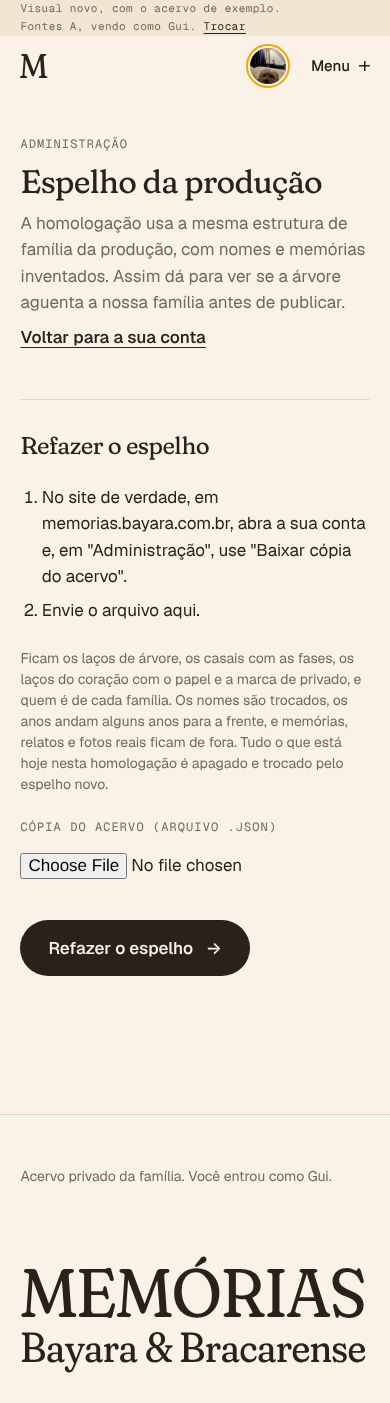 Visual novo, com o acervo de exemplo.
Fontes A, vendo como Gui. Trocar
M
Menu +
ADMINISTRAÇÃO
Espelho da produção
A homologação usa a mesma estrutura de
família da produção, com nomes e memórias
inventados. Assim dá para ver se a árvore
aguenta a nossa família antes de publicar.
Voltar para a sua conta
Refazer o espelho
1. No site de verdade, em
memorias.bayara.com.br, abra a sua conta
e, em "Administração", use "Baixar cópia
do acervo".
2. Envie o arquivo aqui.
Ficam os laços de árvore, os casais com as fases, os
laços do coração com o papel e a marca de privado, e
quem é de cada família. Os nomes são trocados, os
anos andam alguns anos para a frente, e memórias,
relatos e fotos reais ficam de fora. Tudo o que está
hoje nesta homologação é apagado e trocado pelo
espelho novo.
CÓPIA DO ACERVO (ARQUIVO .JSON)
Choose File No file chosen
Refazer o espelho →
Acervo privado da família. Você entrou como Gui.
MEMÓRIAS
Bayara & Bracarense